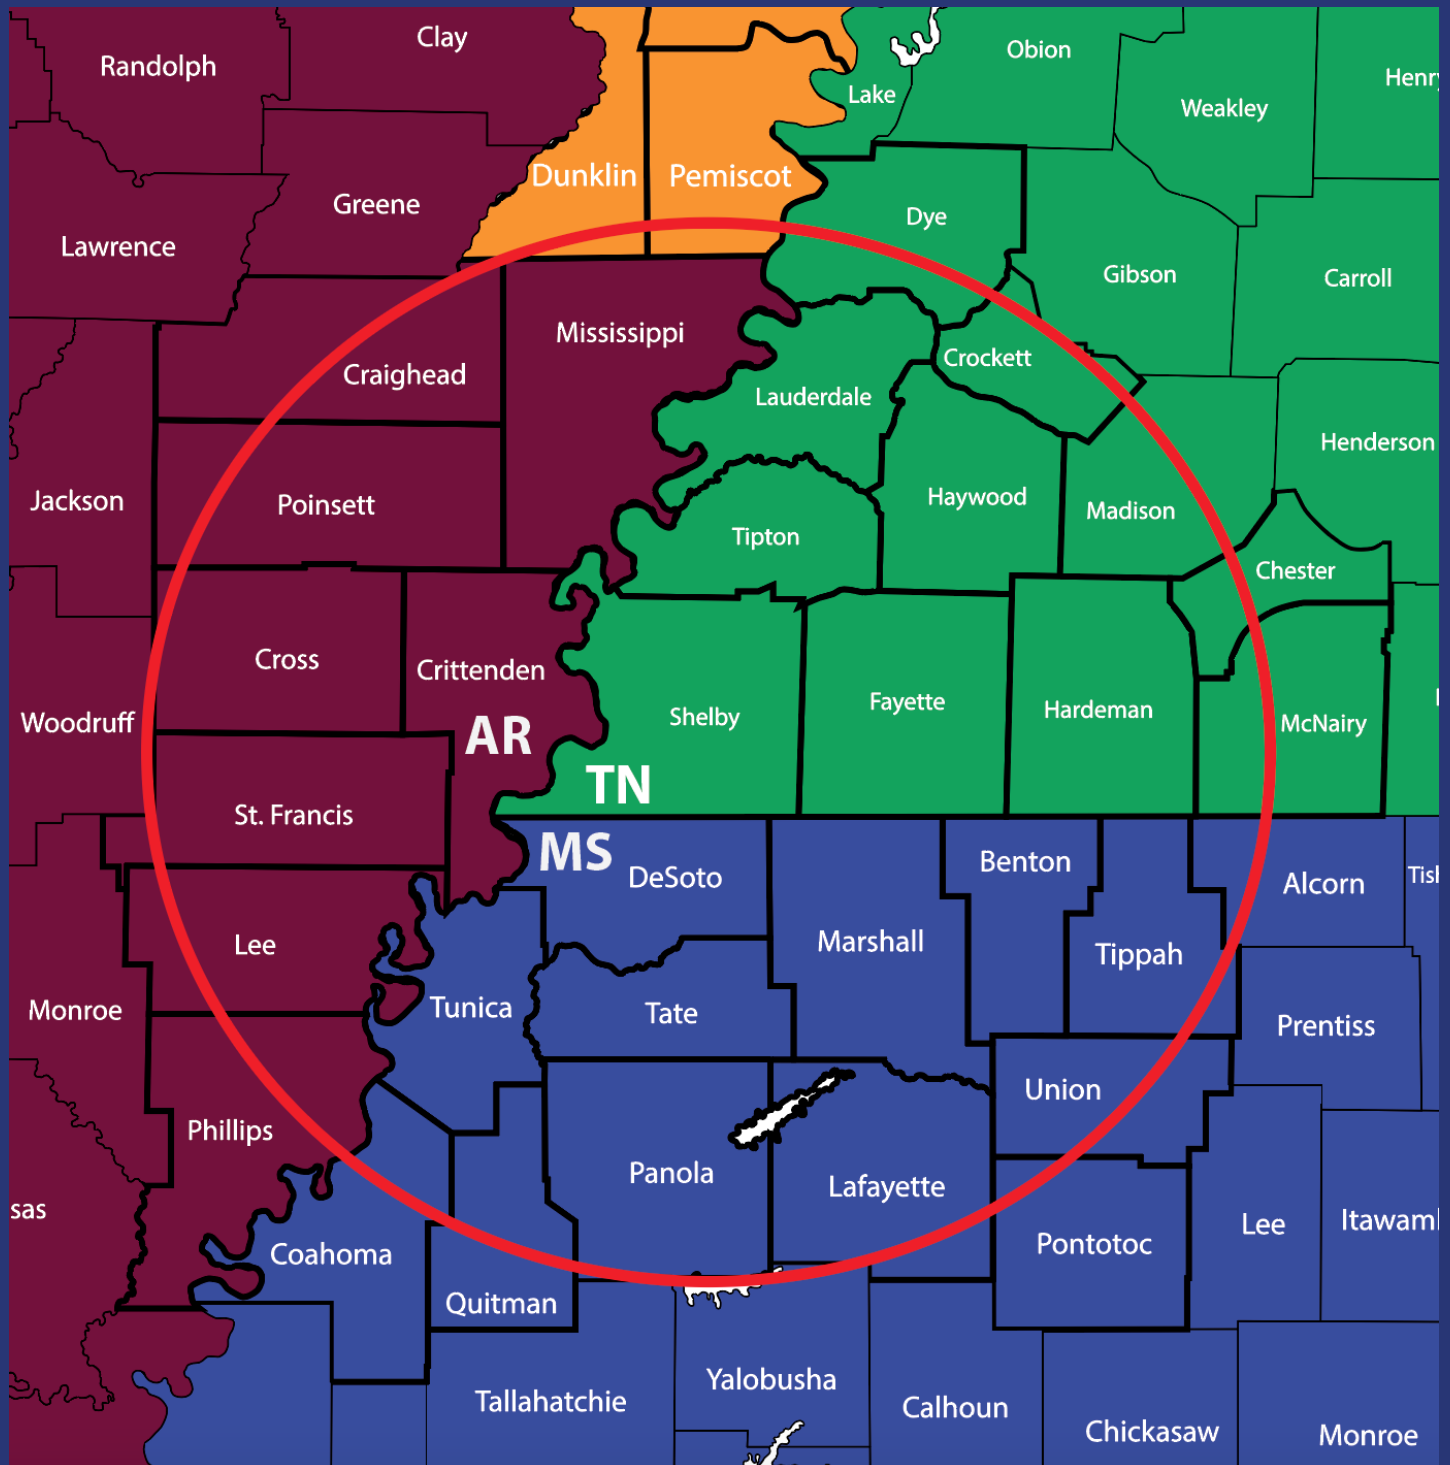 Clay
Obion
Randolph
Henry
Lake
Weakley
Dunklin
Pemiscot
Greene
Dye
Lawrence
Gibson
Carroll
Mississippi
Crockett
Craighead
Lauderdale
Henderson
Haywood
Jackson
Poinsett
Madison
Tipton
Chester
Cross
Crittenden
Fayette
Hardeman
Shelby
Woodruff
McNairy
AR
TN
St. Francis
MS
Benton
DeSoto
Alcorn
Tish
Marshall
Lee
Tippah
Tunica
Monroe
Tate
Prentiss
Union
Phillips
Panola
Lafayette
sas
Itawam
Lee
Pontotoc
Coahoma
Quitman
Yalobusha
Tallahatchie
Calhoun
Chickasaw
Monroe